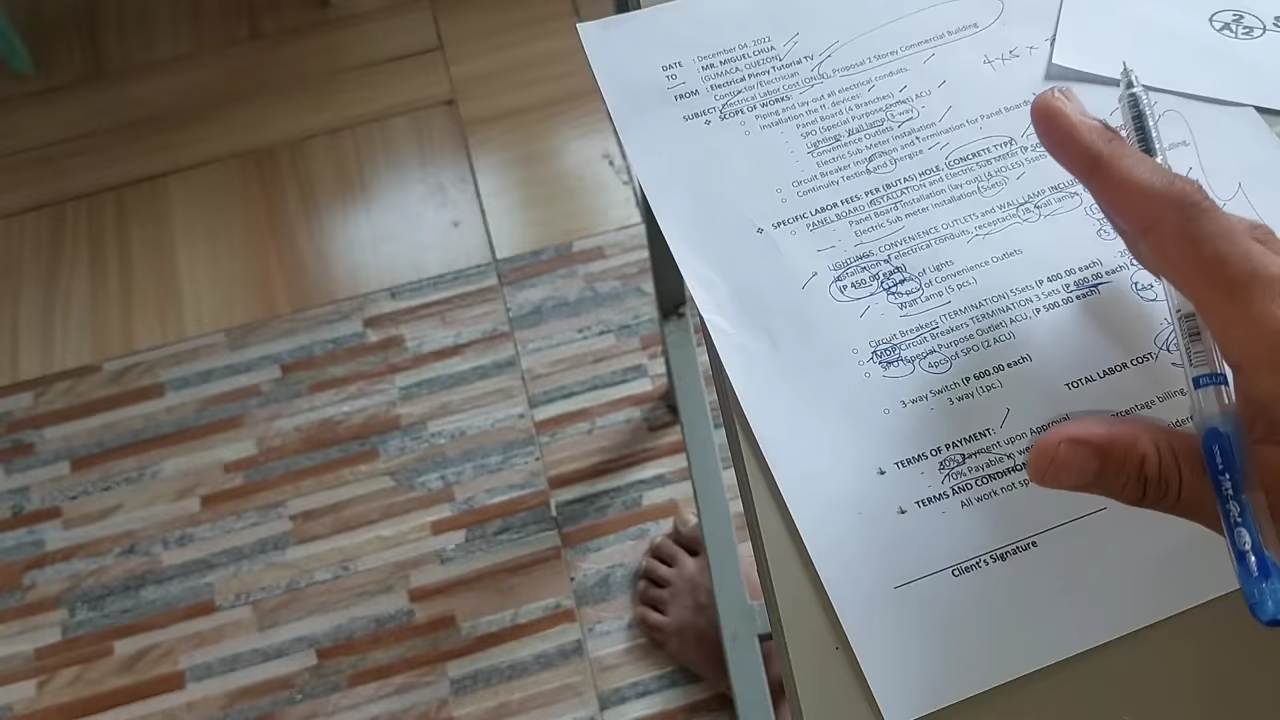 DATE : December 04, 2022
TO : MR. MIGUEL CHUA
(GUMACA, QUEZON)
FROM : Electrical Pinoy Tutorial TV
Contractor/Electrician
SUBJECT: Electrical Labor Cost (ONLY), Proposal 2 Storey Commercial Building
❖ SCOPE OF WORKS:
o Piping and lay-out all electrical conduits.
o Installation the ff. devices:
- Panel Board (4 Branches)
- SPO (Special Purpose Outlet) ACU
- Lightings, Wall lamp, 3-way
- Convenience Outlets
- Electric Sub-Meter Installation
o Circuit Breaker Installation and Termination for Panel Boards
o Continuity Testing and Energize
❖ SPECIFIC LABOR FEES: PER (BUTAS) HOLE, (CONCRETE TYPE)
o PANEL BOARD INSTALLATION and Electric Sub Meter
- Panel Board Installation (lay-out) (4 HOLES) 5sets
- Electric Sub meter Installation (5sets)
LIGHTINGS, CONVENIENCE OUTLETS and WALL LAMP
Installation of electrical conduits, receptacle, JB, wall lamps,
(P 450.00 each)
- of Lights
- pcs of Convenience Outlets
- Wall Lamp (5 pcs.)
o Circuit Breakers (TERMINATION) 5Sets (P 400.00 each)
o (MDP) Circuit Breakers TERMINATION 3 Sets (P 400.00 each)
o SPO (Special Purpose Outlet) ACU, (P 500.00 each)
- 4pcs of SPO (2 ACU)
o 3-way Switch (P 600.00 each)
- 3 way (1pc.)
TOTAL LABOR COST:
TERMS OF PAYMENT:
- Payment upon Approval
- Payable
TERMS AND CONDITION
- All work not
Client's Signature
4x5x
2
A2
BLUE